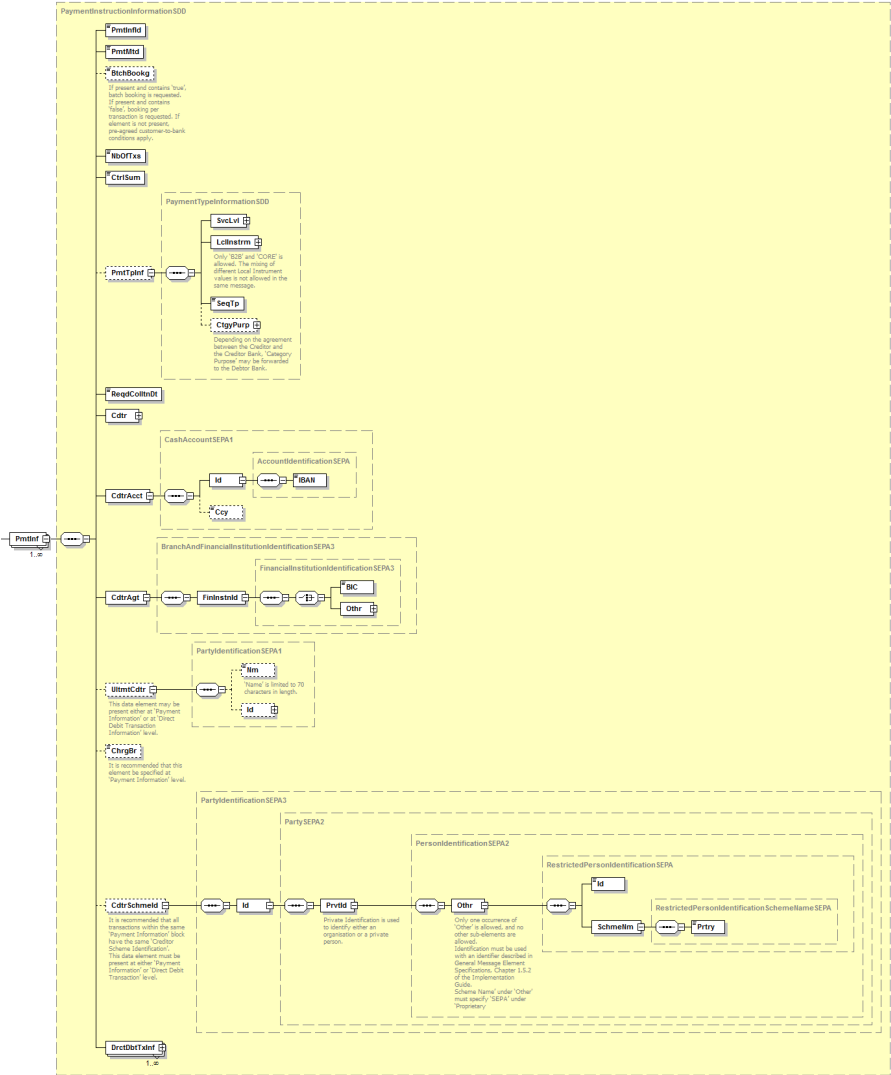 PaymentInstructionInformationSDD
PmtInfId
PmtMtd
BtchBookg
If present and contains 'true',
batch booking is requested.
If present and contains
'false', booking per
transaction is requested. If
element is not present,
pre-agreed customer-to-bank
conditions apply.
NbOfTxs
CtrlSum
PaymentTypeInformationSDD
SvcLvl
LclInstrm
Only 'B2B' and 'CORE' is
allowed. The mixing of
different Local Instrument
values is not allowed in the
same message.
PmtTpInf
SeqTp
CtgyPurp
Depending on the agreement
between the Creditor and
the Creditor Bank, 'Category
Purpose' may be forwarded
to the Debtor Bank.
ReqdColltnDt
Cdtr
CashAccountSEPA1
AccountIdentificationSEPA
Id
IBAN
CdtrAcct
Ccy
PmtInf
1..∞
BranchAndFinancialInstitutionIdentificationSEPA3
FinancialInstitutionIdentificationSEPA3
BIC
CdtrAgt
FinInstnId
Othr
PartyIdentificationSEPA1
Nm
'Name' is limited to 70
characters in length.
UltmtCdtr
Id
This data element may be
present either at 'Payment
Information' or at 'Direct
Debit Transaction
Information' level.
ChrgBr
It is recommended that this
element be specified at
'Payment Information' level.
PartyIdentificationSEPA3
PartySEPA2
PersonIdentificationSEPA2
RestrictedPersonIdentificationSEPA
Id
RestrictedPersonIdentificationSchemeNameSEPA
CdtrSchmeId
Id
PrvtId
Othr
SchmeNm
Prtry
It is recommended that all
transactions within the same
'Payment Information' block
have the same 'Creditor
Scheme Identification'.
This data element must be
present at either 'Payment
Information' or 'Direct Debit
Transaction' level.
Private Identification is used
to identify either an
organisation or a private
person.
Only one occurrence of
'Other' is allowed, and no
other sub-elements are
allowed.
Identification must be used
with an identifier described in
General Message Element
Specifications, Chapter 1.5.2
of the Implementation
Guide.
Scheme Name' under 'Other'
must specify 'SEPA' under
'Proprietary
DrctDbtTxInf
1..∞